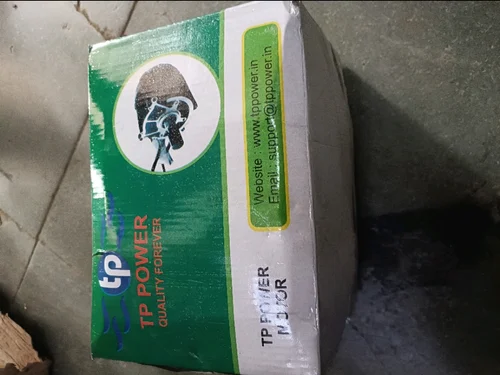 tp
TP POWER
QUALITY FOREVER
Website : www.tppower.in
Email : support@tppower.in
TP POWER
MOTOR